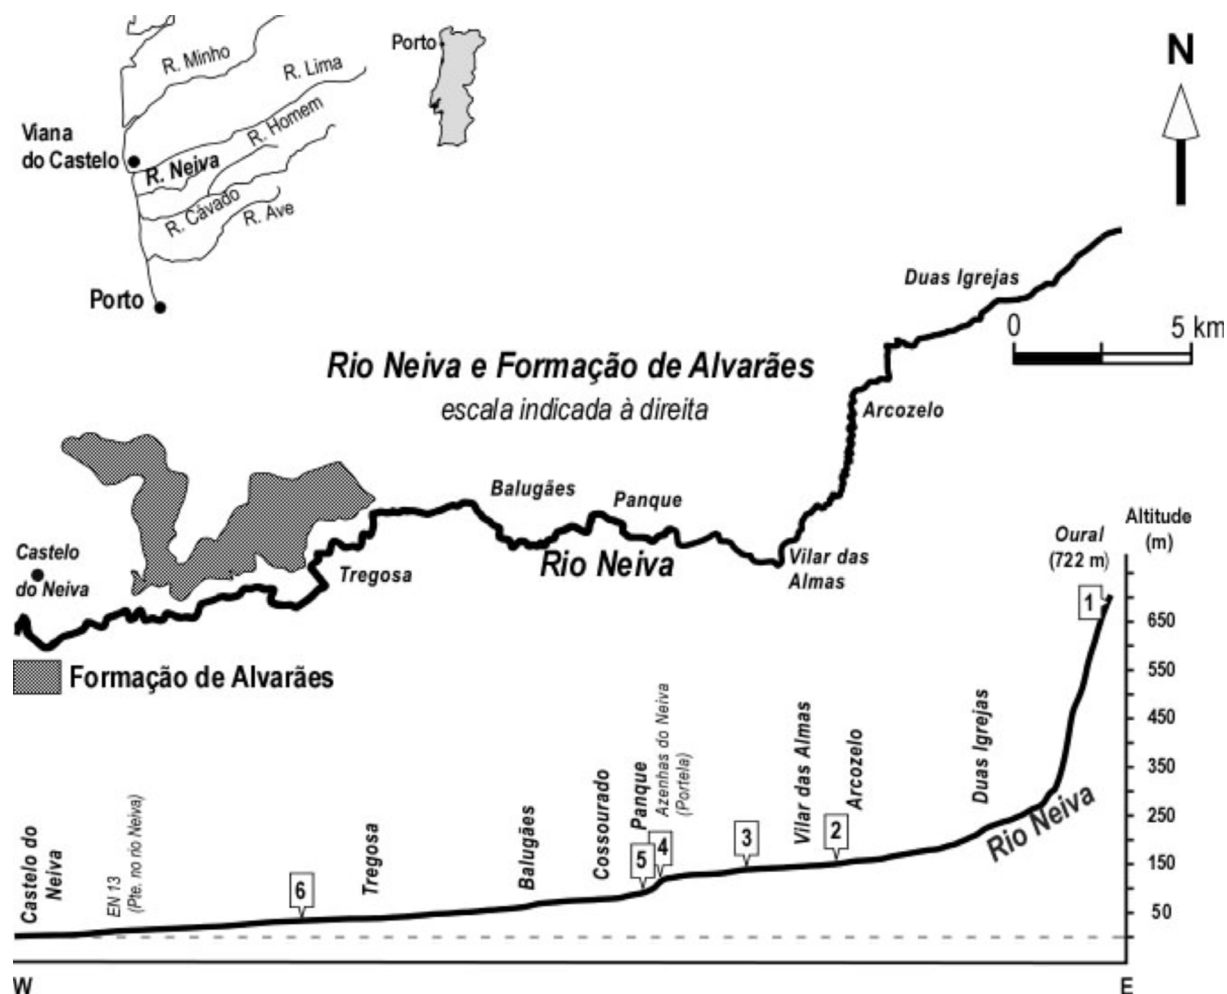 R. Minho
R. Lima
R. Homem
Viana
do Castelo
R. Neiva
R. Cávado
R. Ave
Porto
Porto
N
Duas Igrejas
0 5 km
Rio Neiva e Formação de Alvarães
escala indicada à direita
Arcozelo
Balugães
Panque
Castelo
do Neiva
Tregosa
Rio Neiva
Vilar das
Almas
Formação de Alvarães
Oural
(722 m)
Altitude
(m)
650
550
450
350
250
150
50
Castelo do
Neiva
EN 13
(Pte. no rio Neiva)
6
Tregosa
Balugães
Cossourado
Panque
5
Azenhas do Neiva
(Portela)
4
3
Vilar das Almas
2
Arcozelo
Duas Igrejas
Rio Neiva
1
W
E